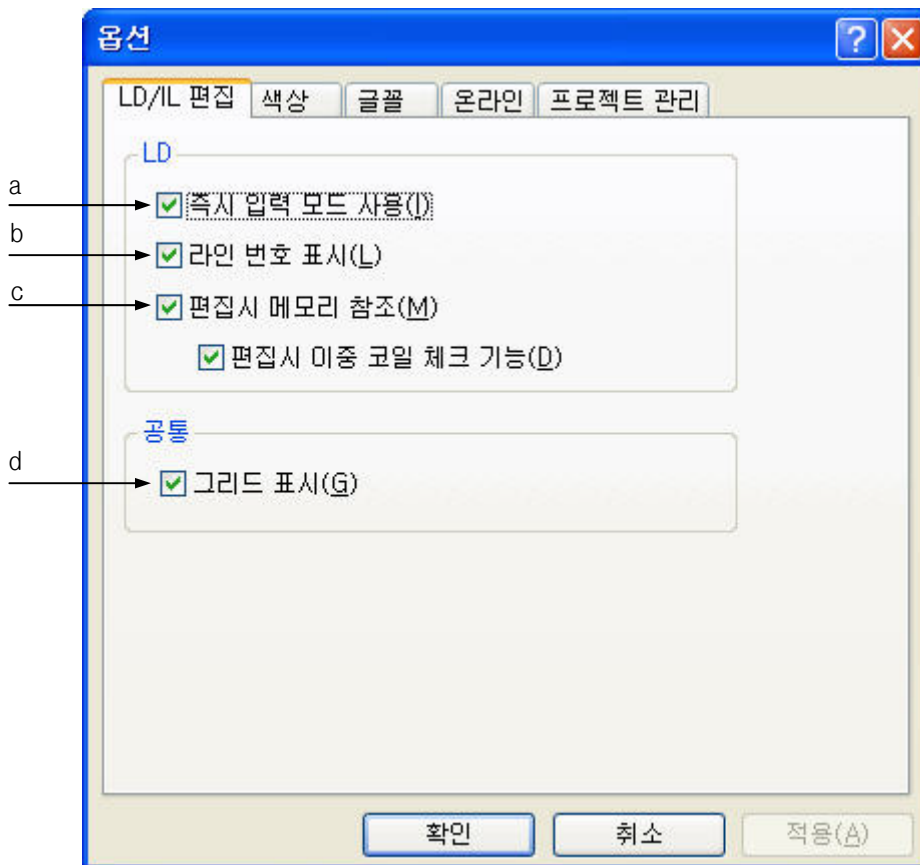 옵션
LD/IL 편집 색상 글꼴 온라인 프로젝트 관리
LD
a 즉시 입력 모드 사용(I)
b 라인 번호 표시(L)
c 편집시 메모리 참조(M)
편집시 이중 코일 체크 기능(D)
공통
d 그리드 표시(G)
확인 취소 적용(A)